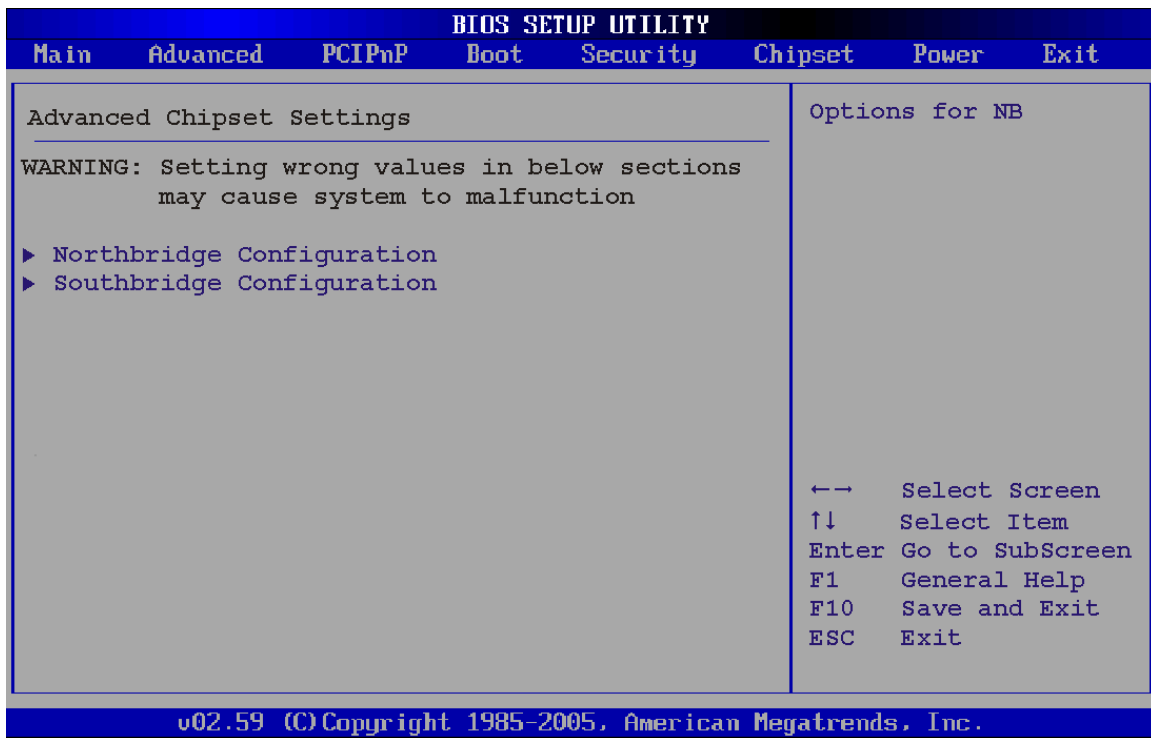 BIOS SETUP UTILITY
Main Advanced PCIPnP Boot Security Chipset Power Exit
Advanced Chipset Settings
WARNING: Setting wrong values in below sections
may cause system to malfunction
▶ Northbridge Configuration
▶ Southbridge Configuration
Options for NB
←→ Select Screen
↑↓ Select Item
Enter Go to SubScreen
F1 General Help
F10 Save and Exit
ESC Exit
v02.59 (C)Copyright 1985-2005, American Megatrends, Inc.